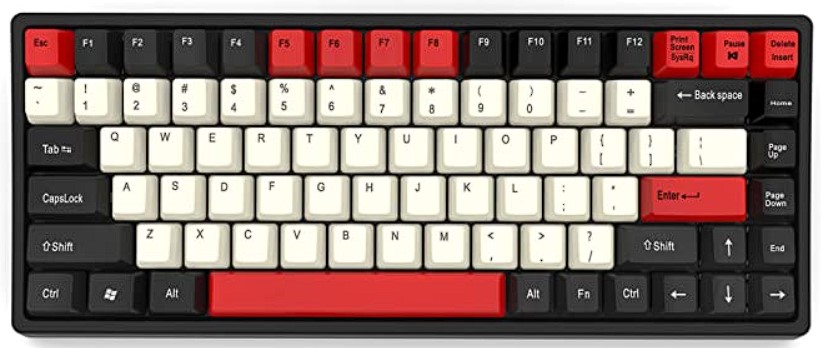 Esc F1 F2 F3 F4 F5 F6 F7 F8 F9 F10 F11 F12 Print Screen SysRq Pause Delete Insert
~ ` ! 1 @ 2 # 3 $ 4 % 5 ^ 6 & 7 * 8 ( 9 ) 0 – - + = ← Back space Home
Tab ↹ Q W E R T Y U I O P { [ } ] ¦ \ Page Up
CapsLock A S D F G H J K L : ; " ' Enter ↵ Page Down
⇧ Shift Z X C V B N M < , > . ? / ⇧ Shift ↑ End
Ctrl Alt Alt Fn Ctrl ← ↓ →